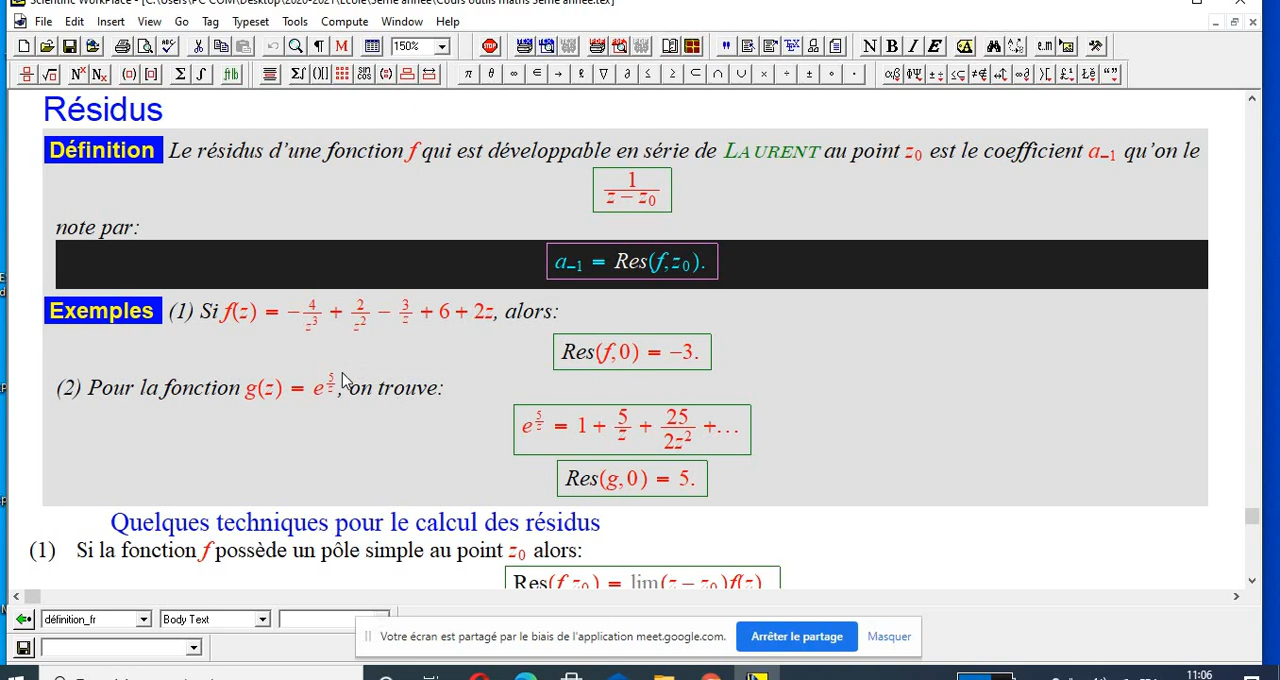 Scientific WorkPlace - [C:\Users\PC COM\Desktop\2020-2021\Ecole\3eme annee\Cours outils maths 3eme annee.tex]
File Edit Insert View Go Tag Typeset Tools Compute Window Help
150%
Résidus
Définition Le résidus d'une fonction f qui est développable en série de LAURENT au point z₀ est le coefficient a₋₁ qu'on le
1/(z − z₀)
note par:
a₋₁ = Res(f,z₀).
Exemples (1) Si f(z) = −4/z³ + 2/z² − 3/z + 6 + 2z, alors:
Res(f,0) = −3.
(2) Pour la fonction g(z) = e^(5/z), on trouve:
e^(5/z) = 1 + 5/z + 25/2z² +…
Res(g,0) = 5.
Quelques techniques pour le calcul des résidus
(1) Si la fonction f possède un pôle simple au point z₀ alors:
Res(f,z₀) = lim(z − z₀)f(z)
définition_fr Body Text
Votre écran est partagé par le biais de l'application meet.google.com. Arrêter le partage Masquer
11:06